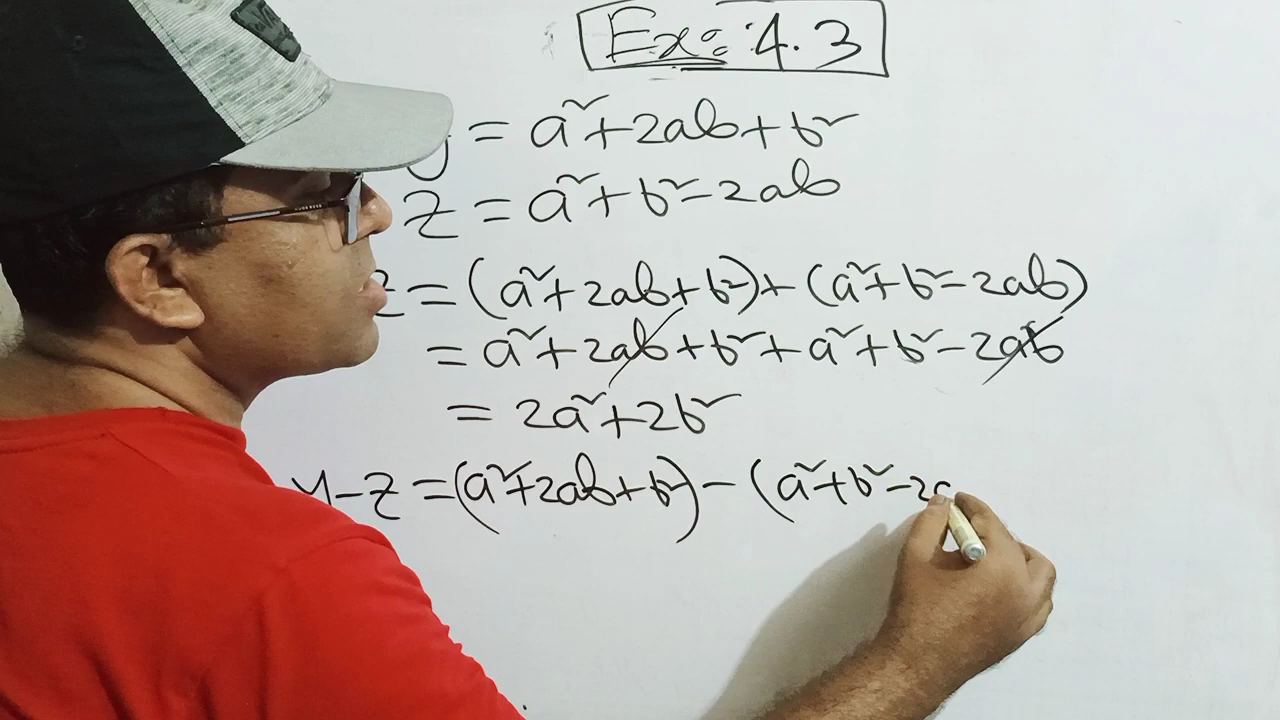 Ex: 4.3
y = a² + 2ab + b²
z = a² + b² - 2ab
z = (a² + 2ab + b²) + (a² + b² - 2ab)
= a² + 2ab + b² + a² + b² - 2ab
= 2a² + 2b²
y - z = (a² + 2ab + b²) - (a² + b² - 2a